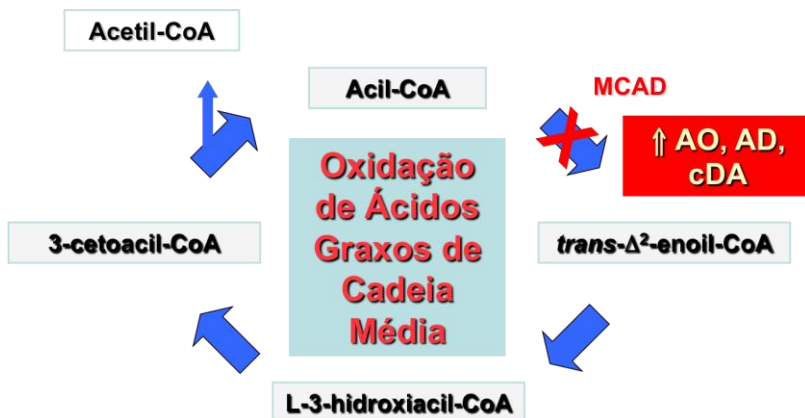 Acetil-CoA
Acil-CoA
MCAD
⇑ AO, AD,
cDA
Oxidação
de Ácidos
Graxos de
Cadeia
Média
3-cetoacil-CoA
trans-Δ²-enoil-CoA
L-3-hidroxiacil-CoA